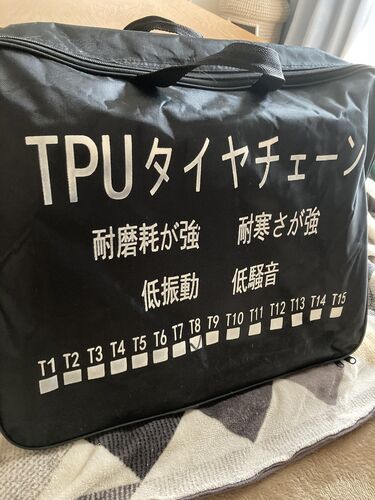 TPUタイヤチェーン
耐磨耗が強 耐寒さが強
低振動 低騒音
T1 T2 T3 T4 T5 T6 T7 T8 T9 T10 T11 T12 T13 T14 T15